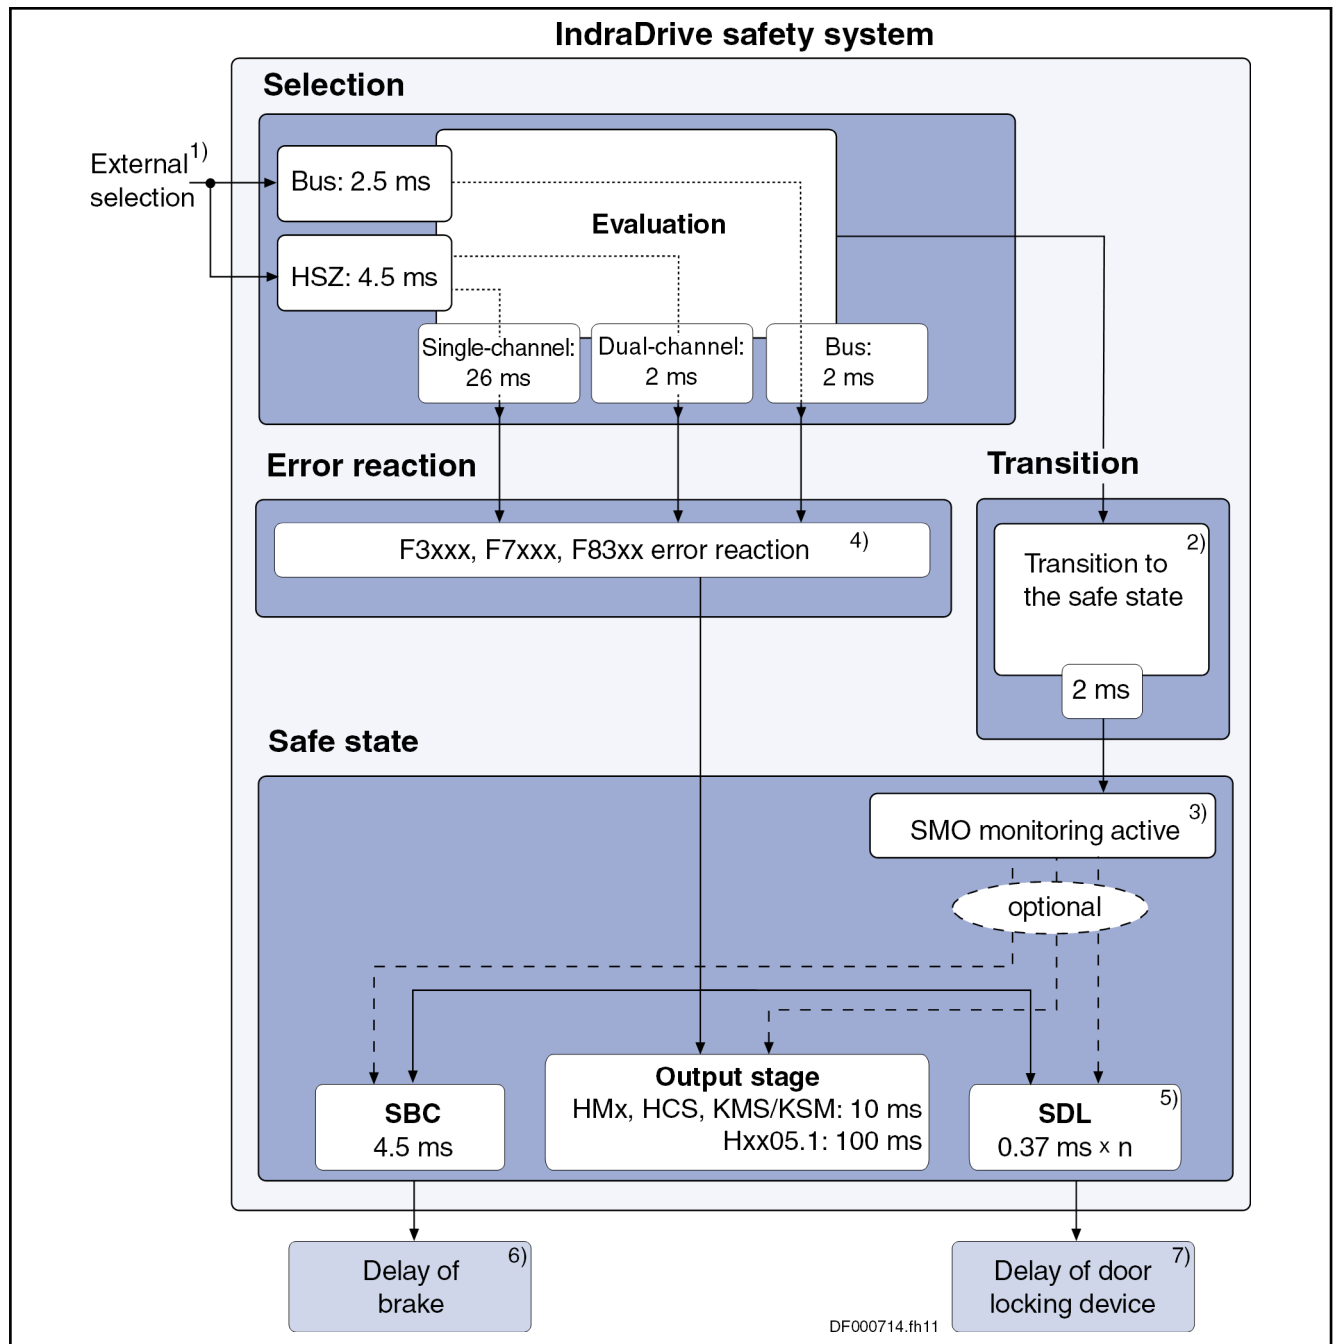 IndraDrive safety system
Selection
External 1)
selection
Bus: 2.5 ms
Evaluation
HSZ: 4.5 ms
Single-channel:
26 ms
Dual-channel:
2 ms
Bus:
2 ms
Error reaction
Transition
F3xxx, F7xxx, F83xx error reaction 4)
2)
Transition to
the safe state
2 ms
Safe state
SMO monitoring active 3)
optional
SBC
4.5 ms
Output stage
HMx, HCS, KMS/KSM: 10 ms
Hxx05.1: 100 ms
SDL 5)
0.37 ms x n
Delay of 6)
brake
Delay of door 7)
locking device
DF000714.fh11